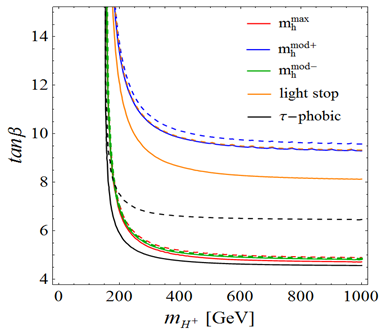 14
12
10
8
6
4
tanβ
m_h^max
m_h^mod+
m_h^mod−
light stop
τ−phobic
0 200 400 600 800 1000
m_H+ [GeV]